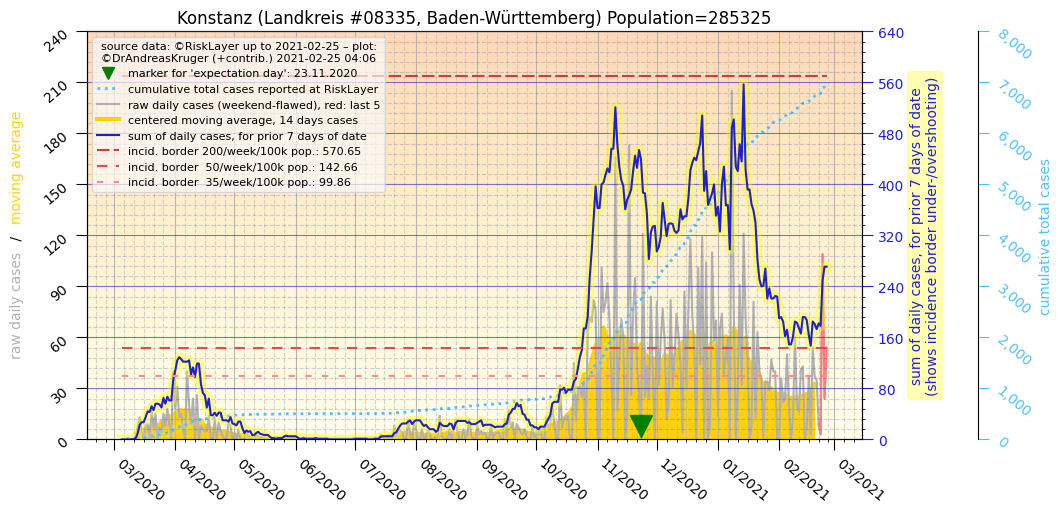 Konstanz (Landkreis #08335, Baden-Württemberg) Population=285325
source data: ©RiskLayer up to 2021-02-25 – plot:
©DrAndreasKruger (+contrib.) 2021-02-25 04:06
marker for 'expectation day': 23.11.2020
cumulative total cases reported at RiskLayer
raw daily cases (weekend-flawed), red: last 5
centered moving average, 14 days cases
sum of daily cases, for prior 7 days of date
incid. border 200/week/100k pop.: 570.65
incid. border 50/week/100k pop.: 142.66
incid. border 35/week/100k pop.: 99.86
raw daily cases / moving average
240
210
180
150
120
90
60
30
0
640
560
480
400
320
240
160
80
0
sum of daily cases, for prior 7 days of date
(shows incidence border under-/overshooting)
8,000
7,000
6,000
5,000
4,000
3,000
2,000
1,000
0
cumulative total cases
03/2020
04/2020
05/2020
06/2020
07/2020
08/2020
09/2020
10/2020
11/2020
12/2020
01/2021
02/2021
03/2021